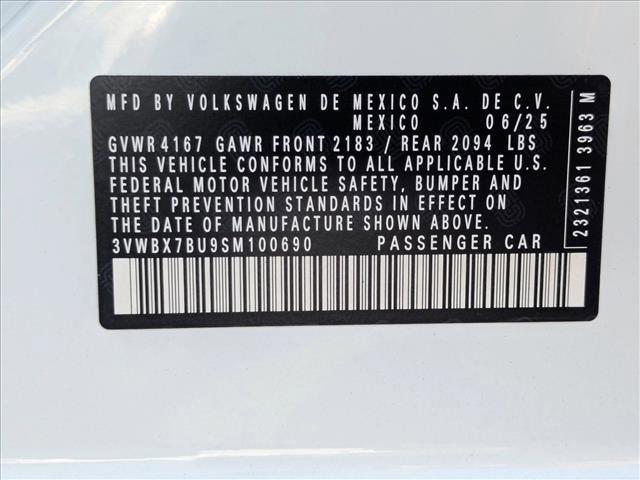 MFD BY VOLKSWAGEN DE MEXICO S.A. DE C.V.
MEXICO 06/25
GVWR 4167 GAWR FRONT 2183 / REAR 2094 LBS
THIS VEHICLE CONFORMS TO ALL APPLICABLE U.S.
FEDERAL MOTOR VEHICLE SAFETY, BUMPER AND
THEFT PREVENTION STANDARDS IN EFFECT ON
THE DATE OF MANUFACTURE SHOWN ABOVE.
3VWBX7BU9SM100690 PASSENGER CAR
2321361 3963 M